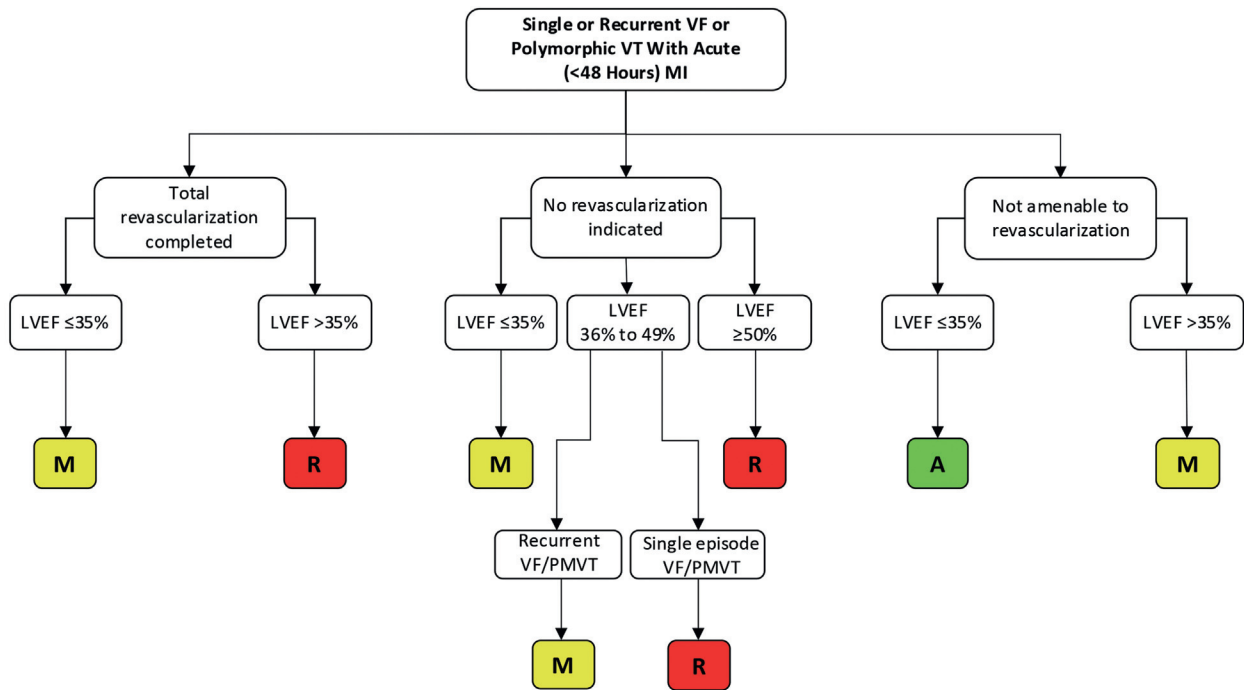 Single or Recurrent VF or
Polymorphic VT With Acute
(<48 Hours) MI
Total
revascularization
completed
No revascularization
indicated
Not amenable to
revascularization
LVEF ≤35%
LVEF >35%
LVEF ≤35%
LVEF
36% to 49%
LVEF
≥50%
LVEF ≤35%
LVEF >35%
M
R
M
R
A
M
Recurrent
VF/PMVT
Single episode
VF/PMVT
M
R